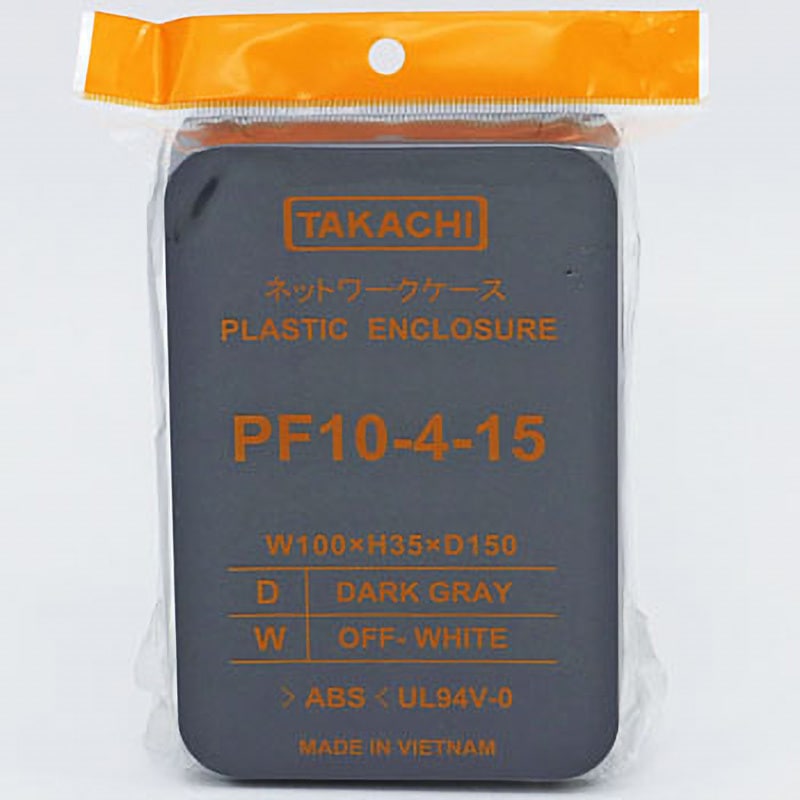 TAKACHI
ネットワークケース
PLASTIC ENCLOSURE
PF10-4-15
W100×H35×D150
D DARK GRAY
W OFF- WHITE
>ABS< UL94V-0
MADE IN VIETNAM